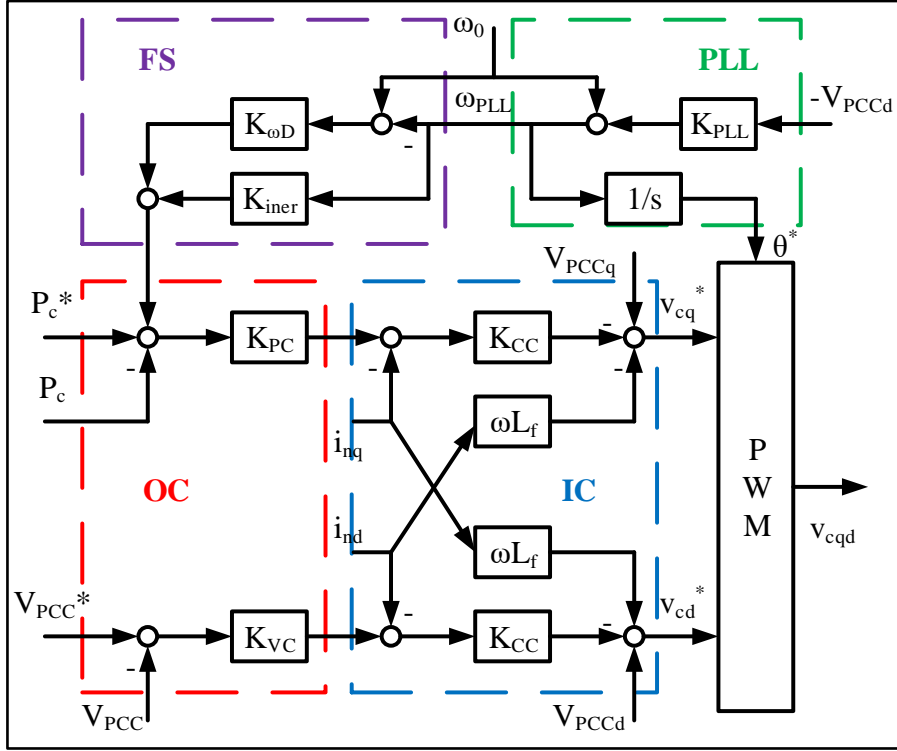 ω0
FS
PLL
ωPLL
-VPCCd
KωD
KPLL
-
Kiner
1/s
VPCCq
θ*
Pc*
vcq*
KPC
KCC
-
-
-
-
Pc
ωLf
inq
OC
IC
P
W
M
ind
vcqd
ωLf
VPCC*
vcd*
-
-
KVC
KCC
-
VPCC
VPCCd